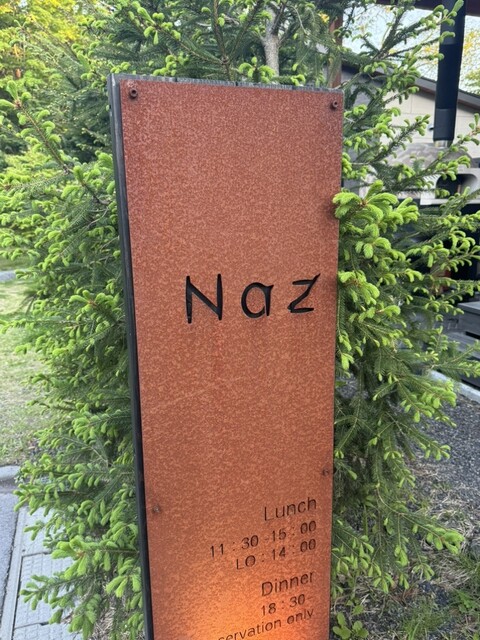 Naz
Lunch
11:30-15:00
LO:14:00
Dinner
18:30-
only